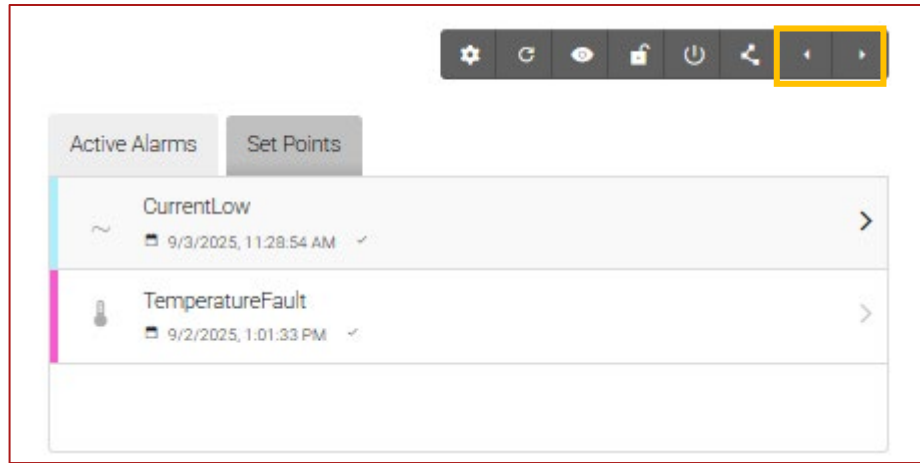 Active Alarms
Set Points
CurrentLow
9/3/2025, 11:28:54 AM
TemperatureFault
9/2/2025, 1:01:33 PM